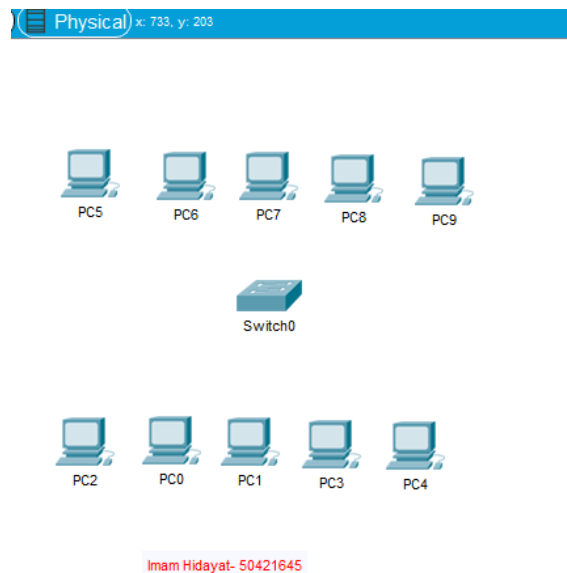 Physical x: 733, y: 203
PC5 PC6 PC7 PC8 PC9
Switch0
PC2 PC0 PC1 PC3 PC4
Imam Hidayat- 50421645